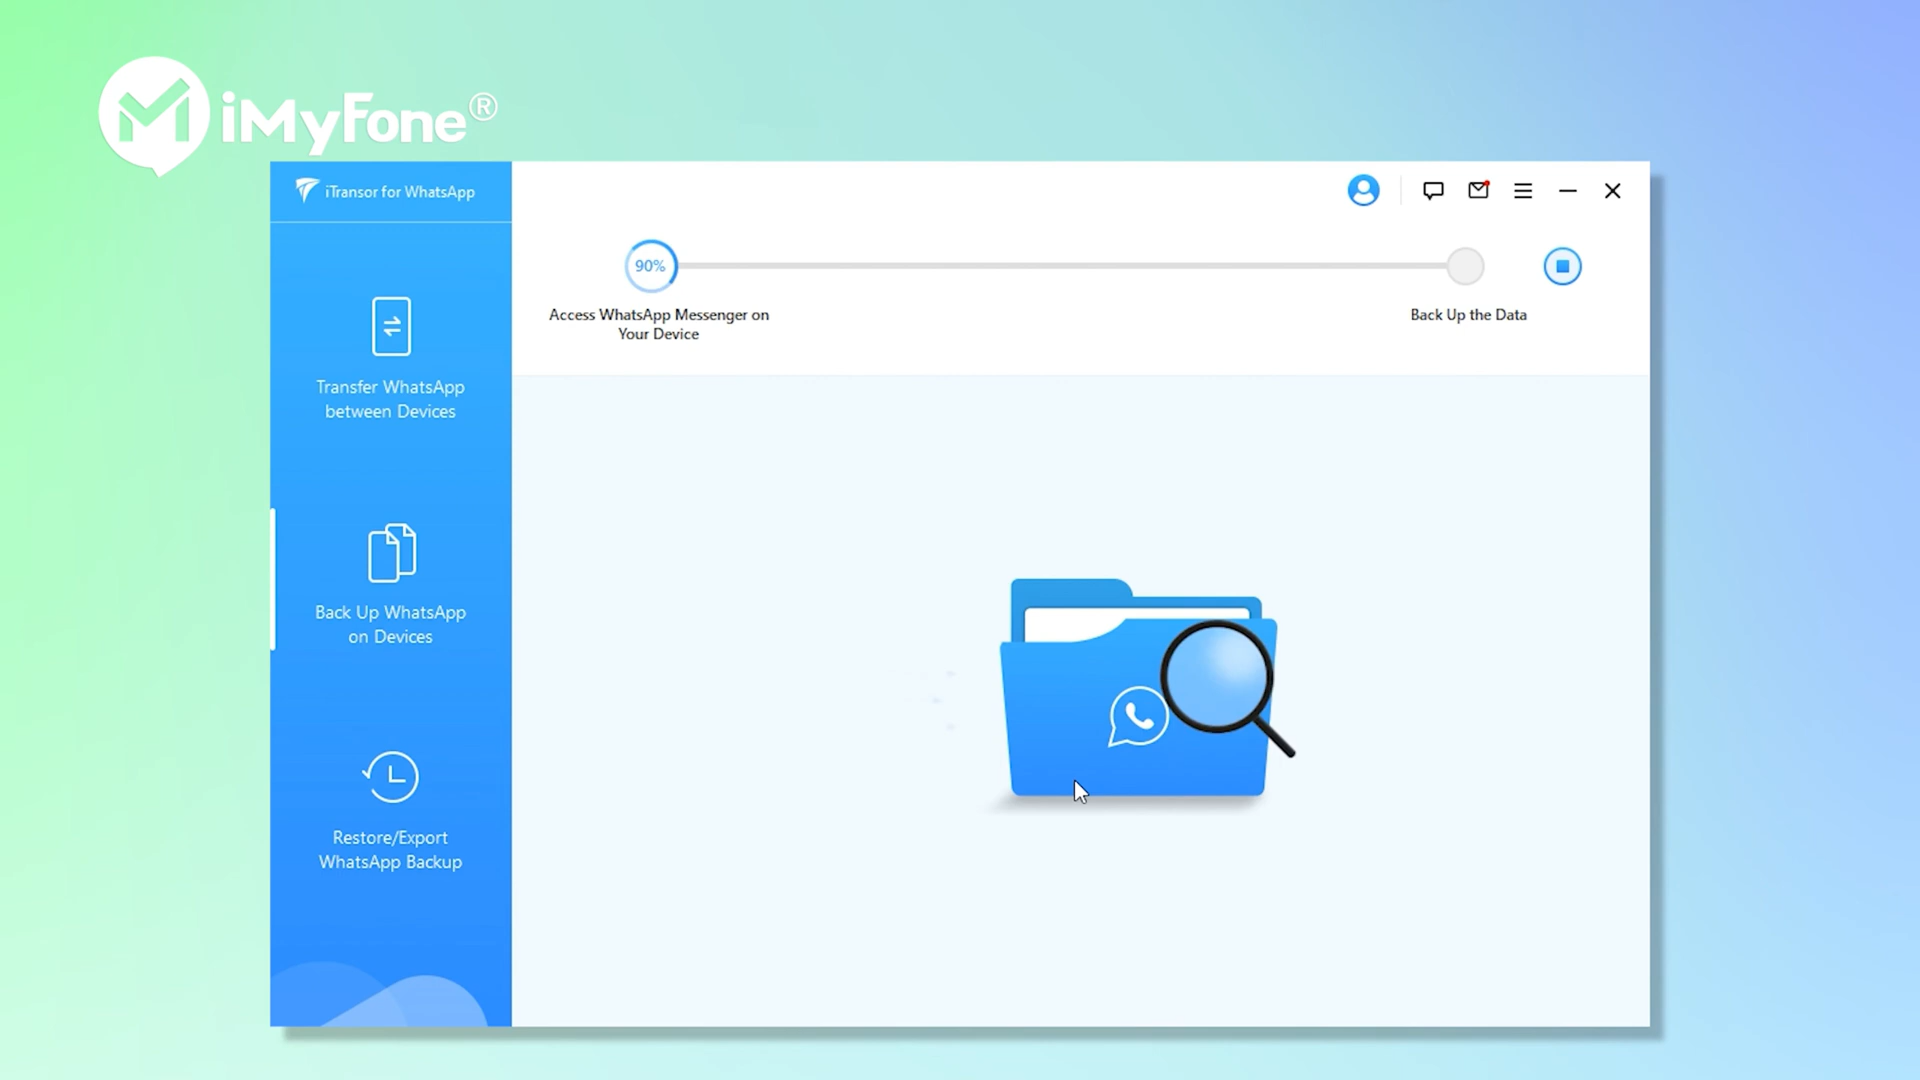 iMyFone®
iTransor for WhatsApp
90%
Access WhatsApp Messenger on
Your Device
Back Up the Data
Transfer WhatsApp
between Devices
Back Up WhatsApp
on Devices
Restore/Export
WhatsApp Backup